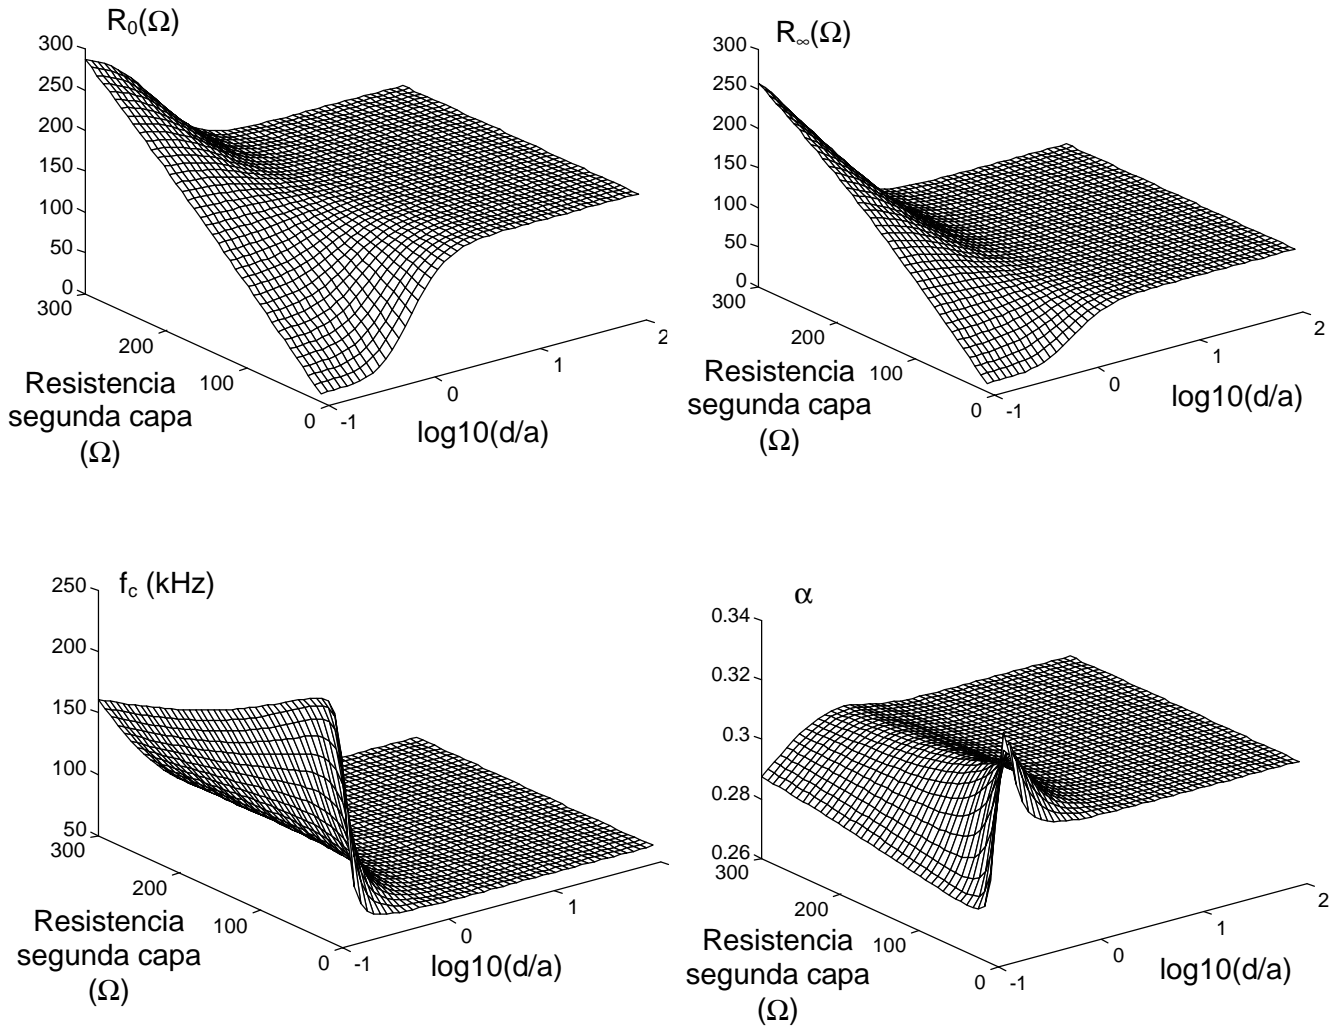 R₀(Ω)
300
250
200
150
100
50
0
300
200
100
0
-1
0
1
2
Resistencia
segunda capa
(Ω)
log10(d/a)
R∞(Ω)
300
250
200
150
100
50
0
300
200
100
0
-1
0
1
2
Resistencia
segunda capa
(Ω)
log10(d/a)
f_c (kHz)
250
200
150
100
50
300
200
100
0
-1
0
1
Resistencia
segunda capa
(Ω)
log10(d/a)
α
0.34
0.32
0.3
0.28
0.26
300
200
100
0
-1
0
1
2
Resistencia
segunda capa
(Ω)
log10(d/a)